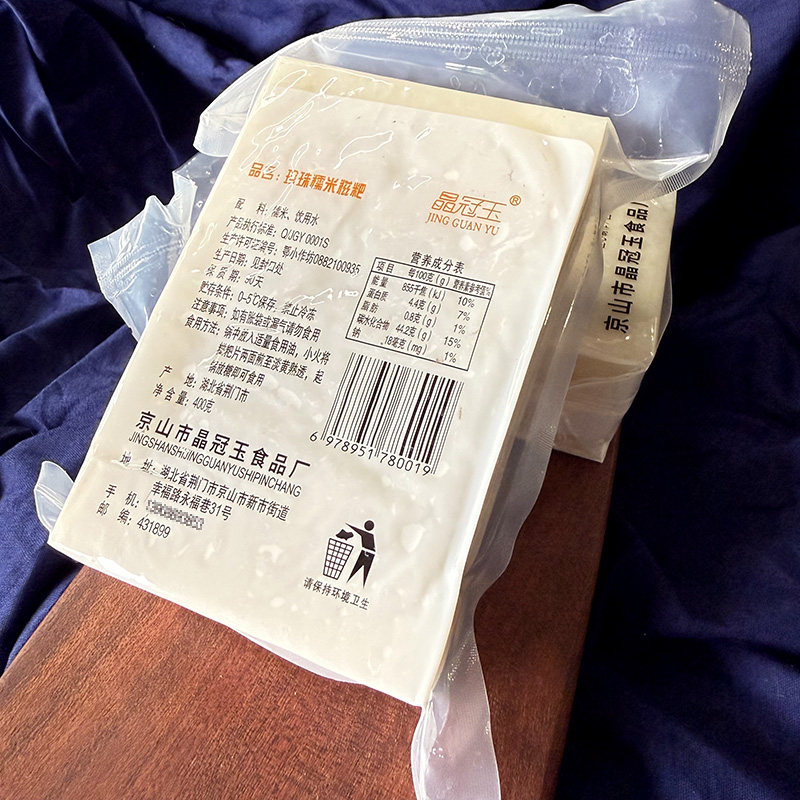 品名：珍珠糯米糍粑
晶冠玉®
JING GUAN YU
配 料：糯米、饮用水
产品执行标准：QUGY 0001S
生产许可证编号：鄂小作坊0882100935
生产日期：见封口处
保 质 期：30天
贮存条件：0-5℃保存，禁止冷冻
注意事项：如有胀袋或漏气请勿食用
食用方法：锅中放入适量食用油，小火将
糍粑片两面煎至淡黄熟透，起
锅放糖即可食用
产 地：湖北省荆门市
净含量：400克
营养成分表
项目 每100克(g) 营养素参考值%
能量 855千焦(kJ) 10%
蛋白质 4.4克(g) 7%
脂肪 0.8克(g) 1%
碳水化合物 44.2克(g) 15%
钠 18毫克(mg) 1%
6 978951 780019
京山市晶冠玉食品厂
JINGSHANSHIJINGGUANYUSHIPINCHANG
地 址：湖北省荆门市京山市新市街道
幸福路永福巷31号
手 机：
邮 编：431899
请保持环境卫生
京山市晶冠玉食品